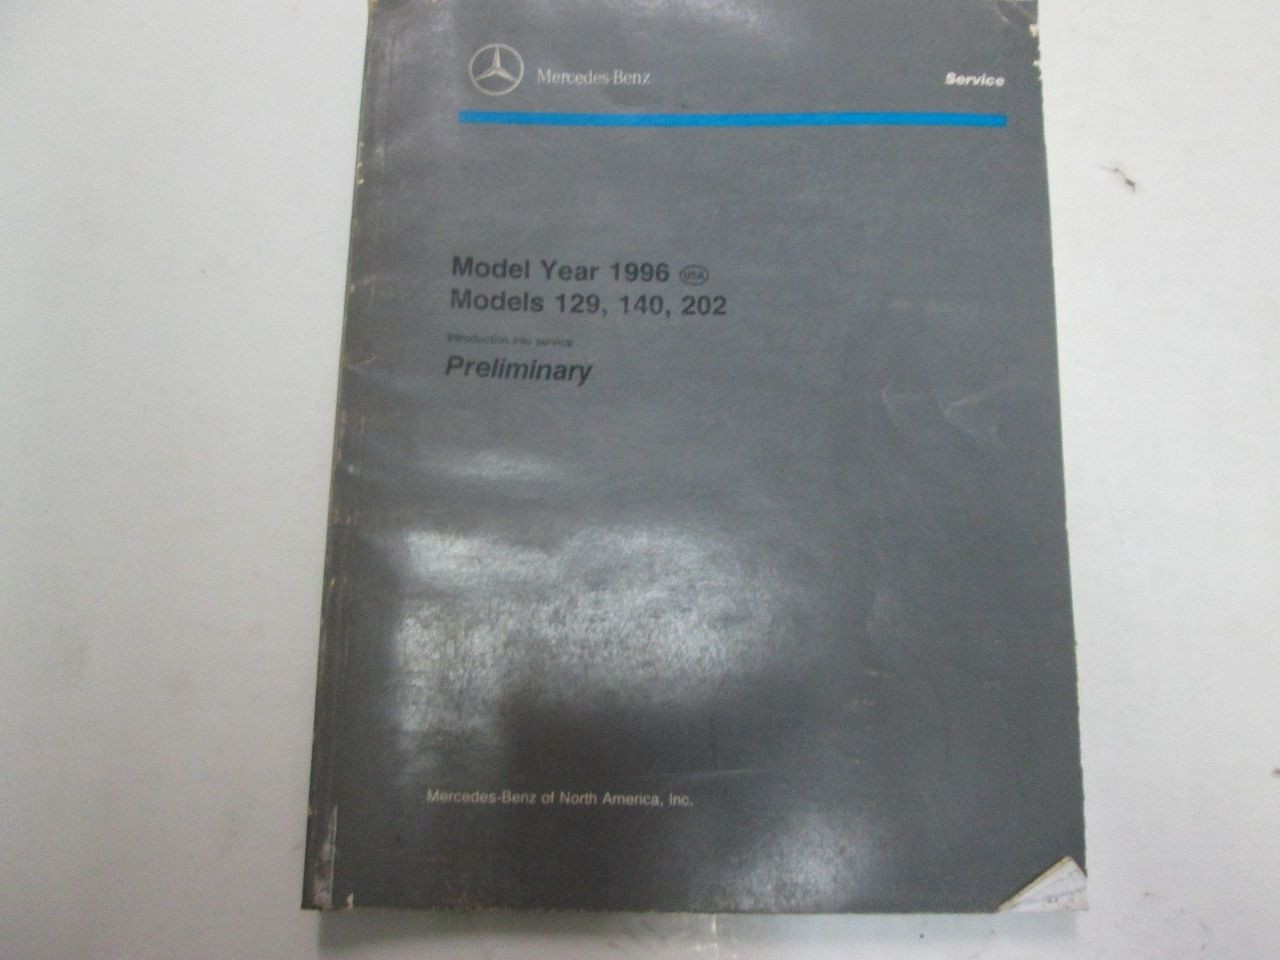 Mercedes-Benz
Service
Model Year 1996 USA
Models 129, 140, 202
Introduction into service
Preliminary
Mercedes-Benz of North America, Inc.